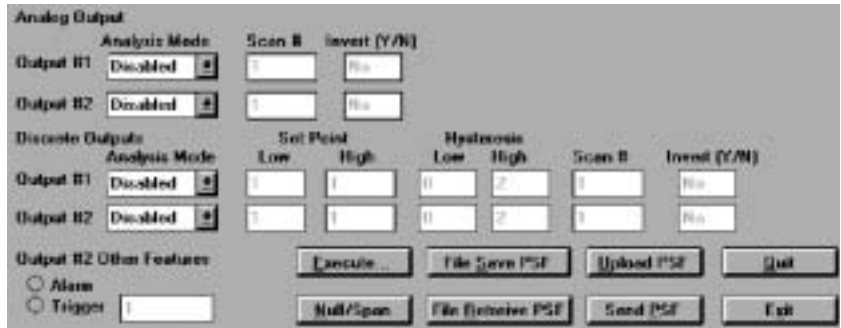 Analog Output
Analysis Mode Scan # Invert (Y/N)
Output #1 Disabled 1 No
Output #2 Disabled 1 No
Discrete Outputs Set Point Hysteresis
Analysis Mode Low High Low High Scan # Invert (Y/N)
Output #1 Disabled 1 1 0 2 1 No
Output #2 Disabled 1 1 0 2 1 No
Output #2 Other Features Execute... File Save PSF Upload PSF Quit
Alarm
Trigger 1 Null/Span File Retreive PSF Send PSF Exit